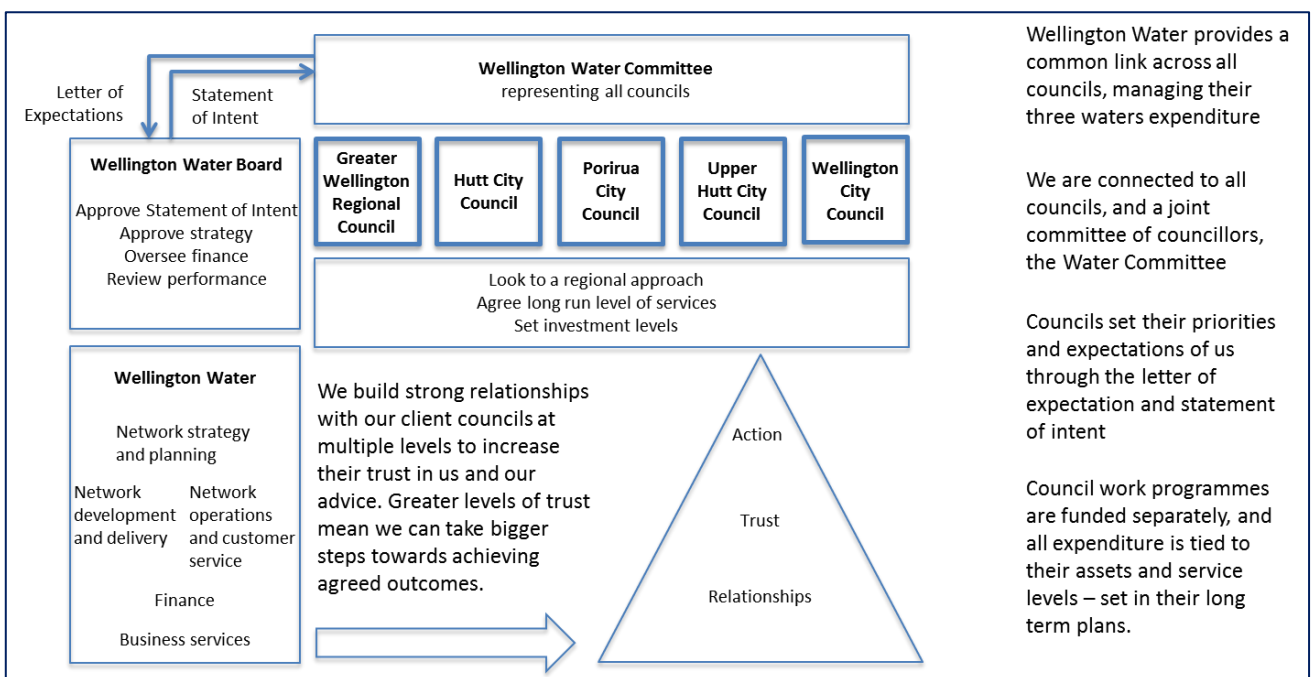 Letter of
Expectations
Statement
of Intent
Wellington Water Committee
representing all councils
Wellington Water Board
Approve Statement of Intent
Approve strategy
Oversee finance
Review performance
Greater
Wellington
Regional
Council
Hutt City
Council
Porirua
City
Council
Upper
Hutt City
Council
Wellington
City
Council
Look to a regional approach
Agree long run level of services
Set investment levels
Wellington Water
Network strategy
and planning
Network
development
and delivery
Network
operations
and customer
service
Finance
Business services
We build strong relationships
with our client councils at
multiple levels to increase
their trust in us and our
advice. Greater levels of trust
mean we can take bigger
steps towards achieving
agreed outcomes.
Action
Trust
Relationships
Wellington Water provides a
common link across all
councils, managing their
three waters expenditure
We are connected to all
councils, and a joint
committee of councillors,
the Water Committee
Councils set their priorities
and expectations of us
through the letter of
expectation and statement
of intent
Council work programmes
are funded separately, and
all expenditure is tied to
their assets and service
levels – set in their long
term plans.